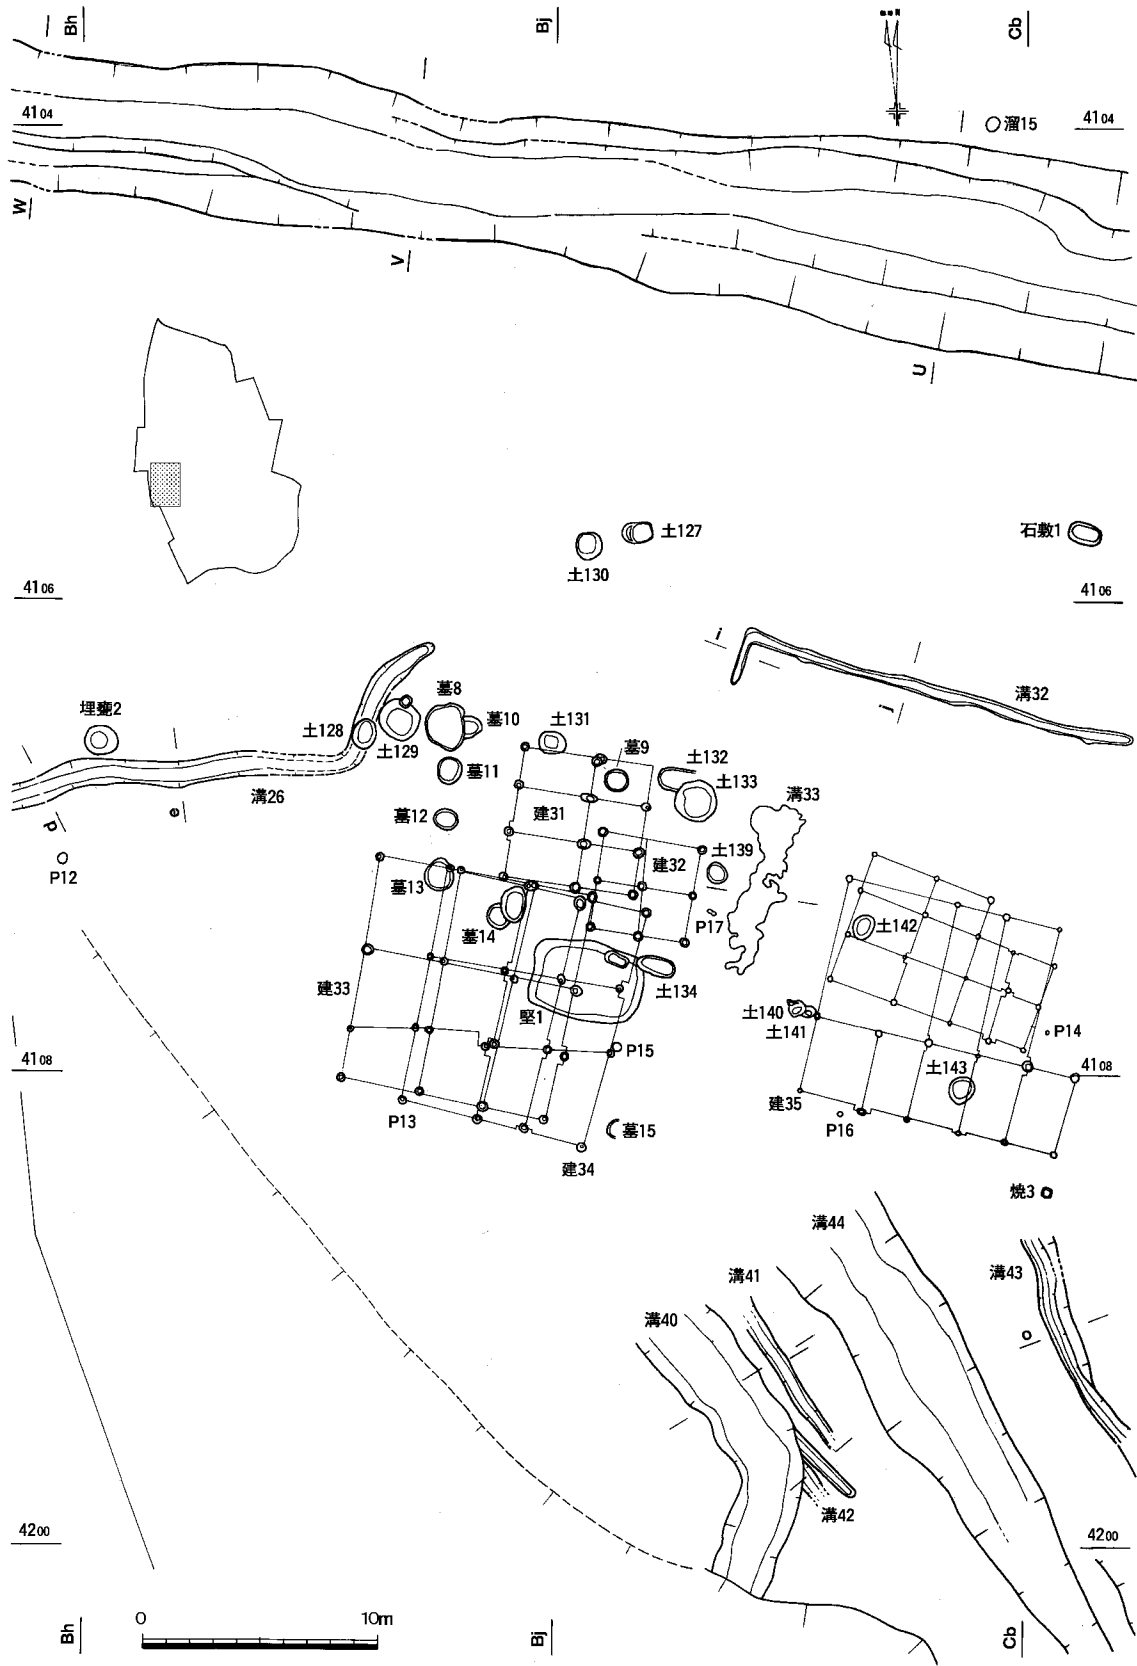 Bh
Bj
Cb
4104
溜15
4104
W
V
U
土127
土130
石敷1
4106
4106
i
溝32
j
埋甕2
墓8
土128
土129
墓10
土131
墓9
土132
土133
墓11
溝26
墓12
建31
溝33
d
e
P12
建32
土139
墓13
墓14
P17
土142
建33
土134
竪1
土140
土141
P14
P15
4108
土143
4108
P13
建35
P16
墓15
建34
焼3
溝44
溝41
溝43
溝40
o
溝42
4200
4200
0
10m
Bh
Bj
Cb